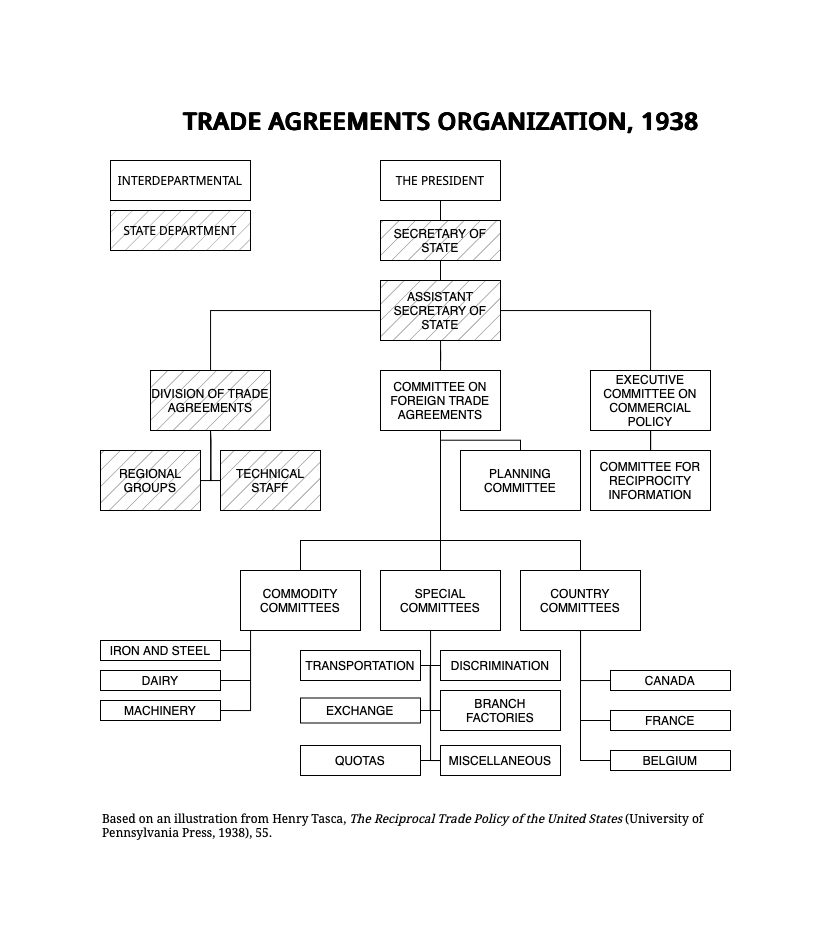 TRADE AGREEMENTS ORGANIZATION, 1938
INTERDEPARTMENTAL
STATE DEPARTMENT
THE PRESIDENT
SECRETARY OF
STATE
ASSISTANT
SECRETARY OF
STATE
DIVISION OF TRADE
AGREEMENTS
COMMITTEE ON
FOREIGN TRADE
AGREEMENTS
EXECUTIVE
COMMITTEE ON
COMMERCIAL
POLICY
REGIONAL
GROUPS
TECHNICAL
STAFF
PLANNING
COMMITTEE
COMMITTEE FOR
RECIPROCITY
INFORMATION
COMMODITY
COMMITTEES
SPECIAL
COMMITTEES
COUNTRY
COMMITTEES
IRON AND STEEL
DAIRY
MACHINERY
TRANSPORTATION
DISCRIMINATION
EXCHANGE
BRANCH
FACTORIES
QUOTAS
MISCELLANEOUS
CANADA
FRANCE
BELGIUM
Based on an illustration from Henry Tasca, The Reciprocal Trade Policy of the United States (University of
Pennsylvania Press, 1938), 55.